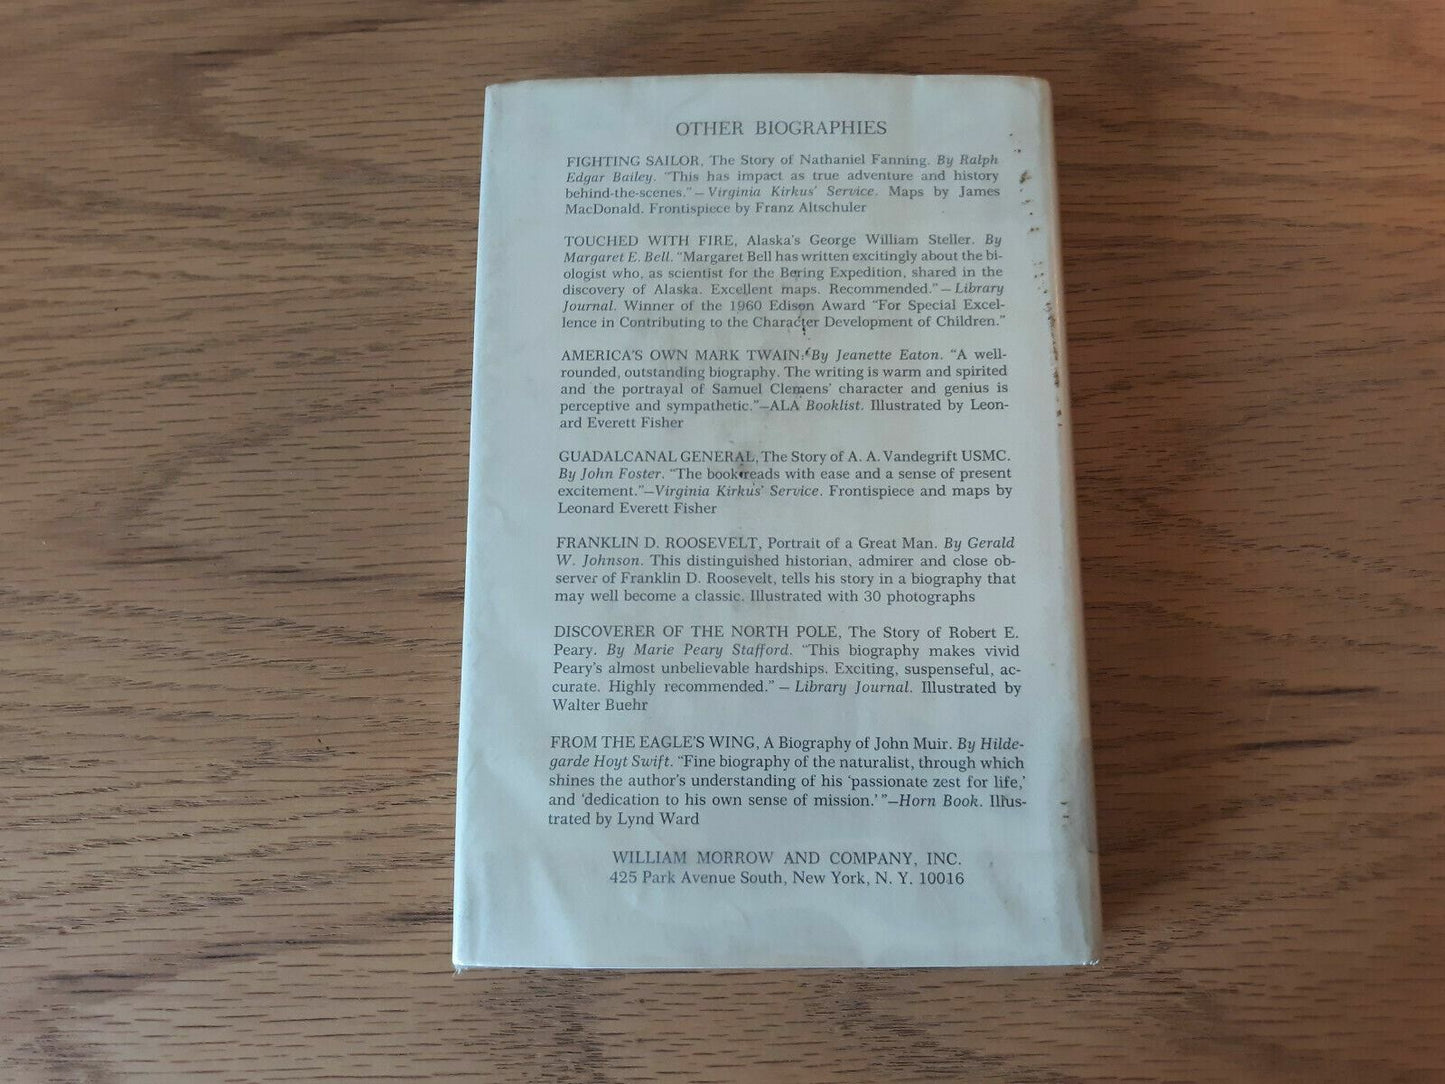 OTHER BIOGRAPHIES
FIGHTING SAILOR, The Story of Nathaniel Fanning. By Ralph
Edgar Bailey. "This has impact as true adventure and history
behind-the-scenes."—Virginia Kirkus' Service. Maps by James
MacDonald. Frontispiece by Franz Altschuler
TOUCHED WITH FIRE, Alaska's George William Steller. By
Margaret E. Bell. "Margaret Bell has written excitingly about the bi-
ologist who, as scientist for the Bering Expedition, shared in the
discovery of Alaska. Excellent maps. Recommended."—Library
Journal. Winner of the 1960 Edison Award "For Special Excel-
lence in Contributing to the Character Development of Children."
AMERICA'S OWN MARK TWAIN. By Jeanette Eaton. "A well-
rounded, outstanding biography. The writing is warm and spirited
and the portrayal of Samuel Clemens' character and genius is
perceptive and sympathetic."—ALA Booklist. Illustrated by Leon-
ard Everett Fisher
GUADALCANAL GENERAL, The Story of A. A. Vandegrift USMC.
By John Foster. "The book reads with ease and a sense of present
excitement."—Virginia Kirkus' Service. Frontispiece and maps by
Leonard Everett Fisher
FRANKLIN D. ROOSEVELT, Portrait of a Great Man. By Gerald
W. Johnson. This distinguished historian, admirer and close ob-
server of Franklin D. Roosevelt, tells his story in a biography that
may well become a classic. Illustrated with 30 photographs
DISCOVERER OF THE NORTH POLE, The Story of Robert E.
Peary. By Marie Peary Stafford. "This biography makes vivid
Peary's almost unbelievable hardships. Exciting, suspenseful, ac-
curate. Highly recommended."—Library Journal. Illustrated by
Walter Buehr
FROM THE EAGLE'S WING, A Biography of John Muir. By Hilde-
garde Hoyt Swift. "Fine biography of the naturalist, through which
shines the author's understanding of his 'passionate zest for life,'
and 'dedication to his own sense of mission.'"—Horn Book. Illus-
trated by Lynd Ward
WILLIAM MORROW AND COMPANY, INC.
425 Park Avenue South, New York, N. Y. 10016